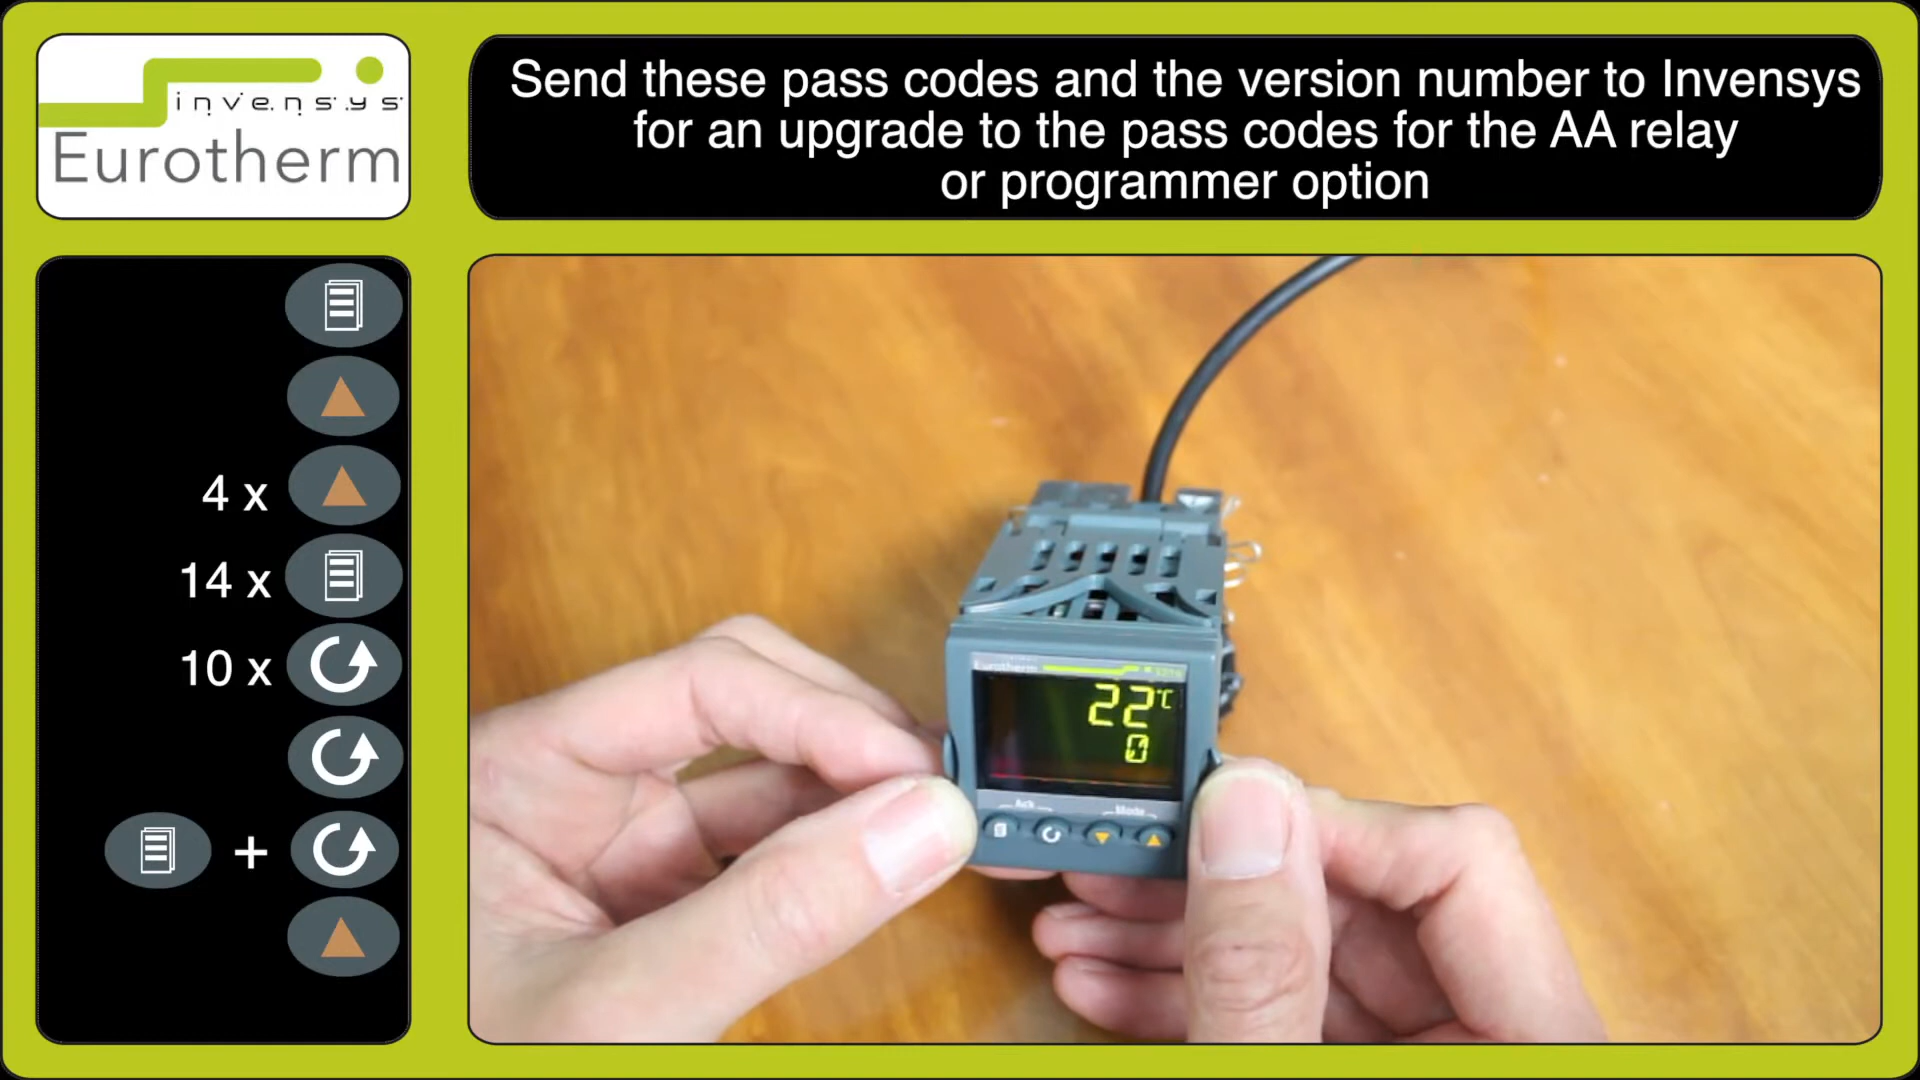 invensys
Eurotherm
Send these pass codes and the version number to Invensys
for an upgrade to the pass codes for the AA relay
or programmer option
4 x
14 x
10 x
+
Eurotherm
22°C
0
Ack
Mode